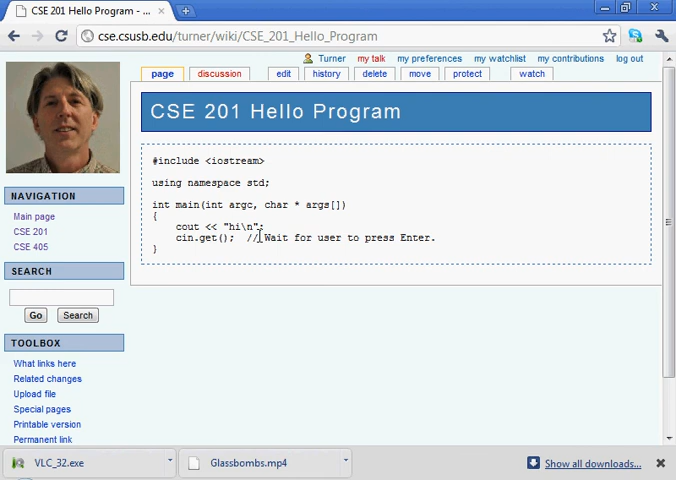 CSE 201 Hello Program - ...
cse.csusb.edu/turner/wiki/CSE_201_Hello_Program
Turner my talk my preferences my watchlist my contributions log out
page discussion edit history delete move protect watch
CSE 201 Hello Program
#include <iostream>
using namespace std;
int main(int argc, char * args[])
{
cout << "hi\n";
cin.get(); // Wait for user to press Enter.
}
NAVIGATION
Main page
CSE 201
CSE 405
SEARCH
Go Search
TOOLBOX
What links here
Related changes
Upload file
Special pages
Printable version
Permanent link
VLC_32.exe Glassbombs.mp4 Show all downloads...